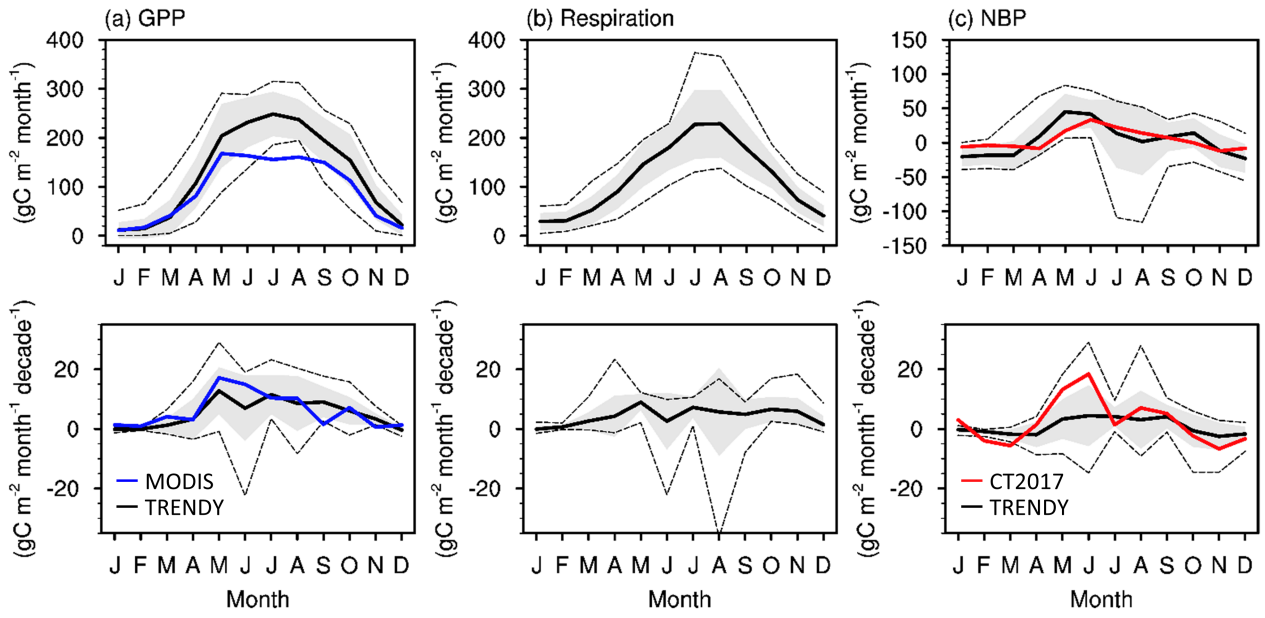 (a) GPP
(gC m⁻² month⁻¹)
400
300
200
100
0
J F M A M J J A S O N D
(b) Respiration
(gC m⁻² month⁻¹)
400
300
200
100
0
J F M A M J J A S O N D
(c) NBP
(gC m⁻² month⁻¹)
150
100
50
0
-50
-100
-150
J F M A M J J A S O N D
(gC m⁻² month⁻¹ decade⁻¹)
20
0
-20
MODIS
TRENDY
J F M A M J J A S O N D
Month
(gC m⁻² month⁻¹ decade⁻¹)
20
0
-20
J F M A M J J A S O N D
Month
(gC m⁻² month⁻¹ decade⁻¹)
20
0
-20
CT2017
TRENDY
J F M A M J J A S O N D
Month